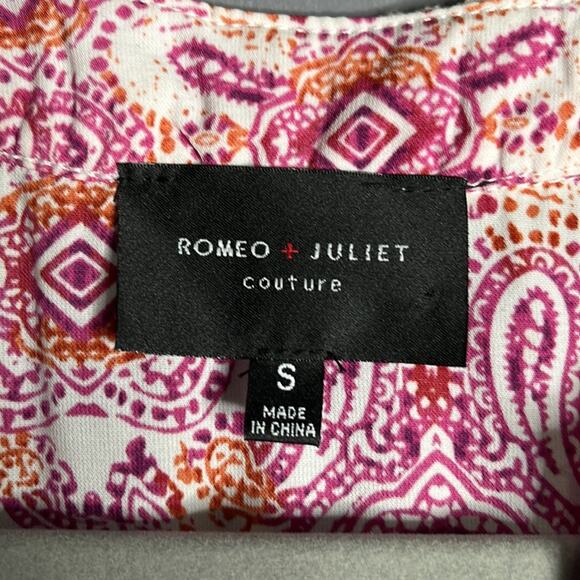 ROMEO + JULIET
couture
S
MADE
IN CHINA